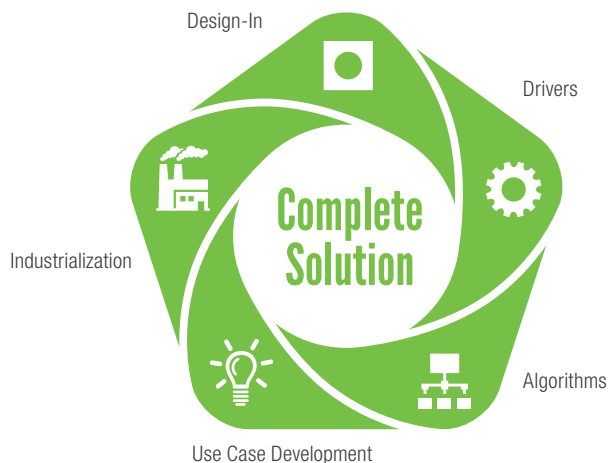 Design-In
Drivers
Complete
Solution
Industrialization
Algorithms
Use Case Development